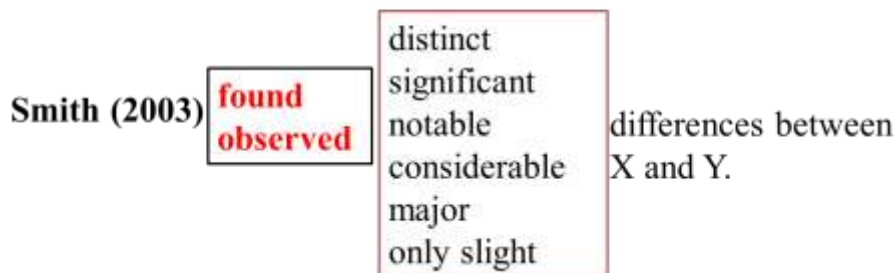 Smith (2003)
found
observed
distinct
significant
notable
considerable
major
only slight
differences between
X and Y.